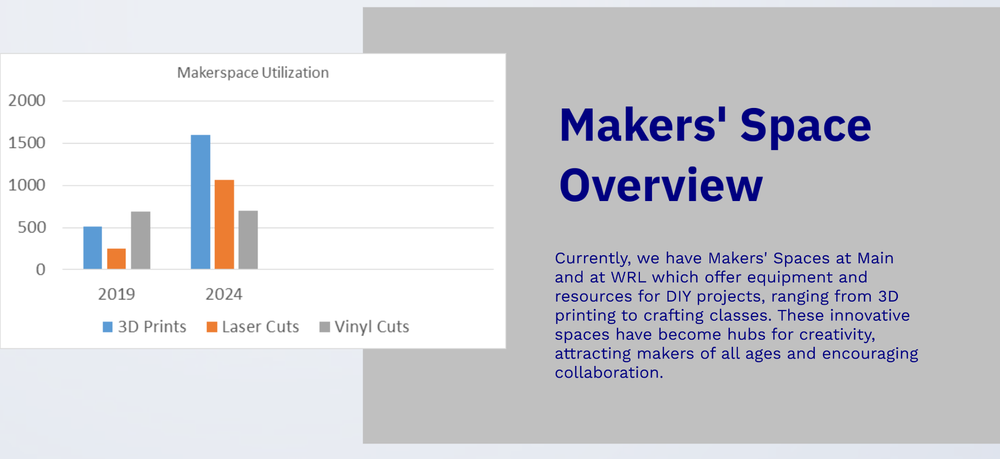 Makerspace Utilization
2000
1500
1000
500
0
2019 2024
3D Prints Laser Cuts Vinyl Cuts
Makers' Space
Overview
Currently, we have Makers' Spaces at Main
and at WRL which offer equipment and
resources for DIY projects, ranging from 3D
printing to crafting classes. These innovative
spaces have become hubs for creativity,
attracting makers of all ages and encouraging
collaboration.